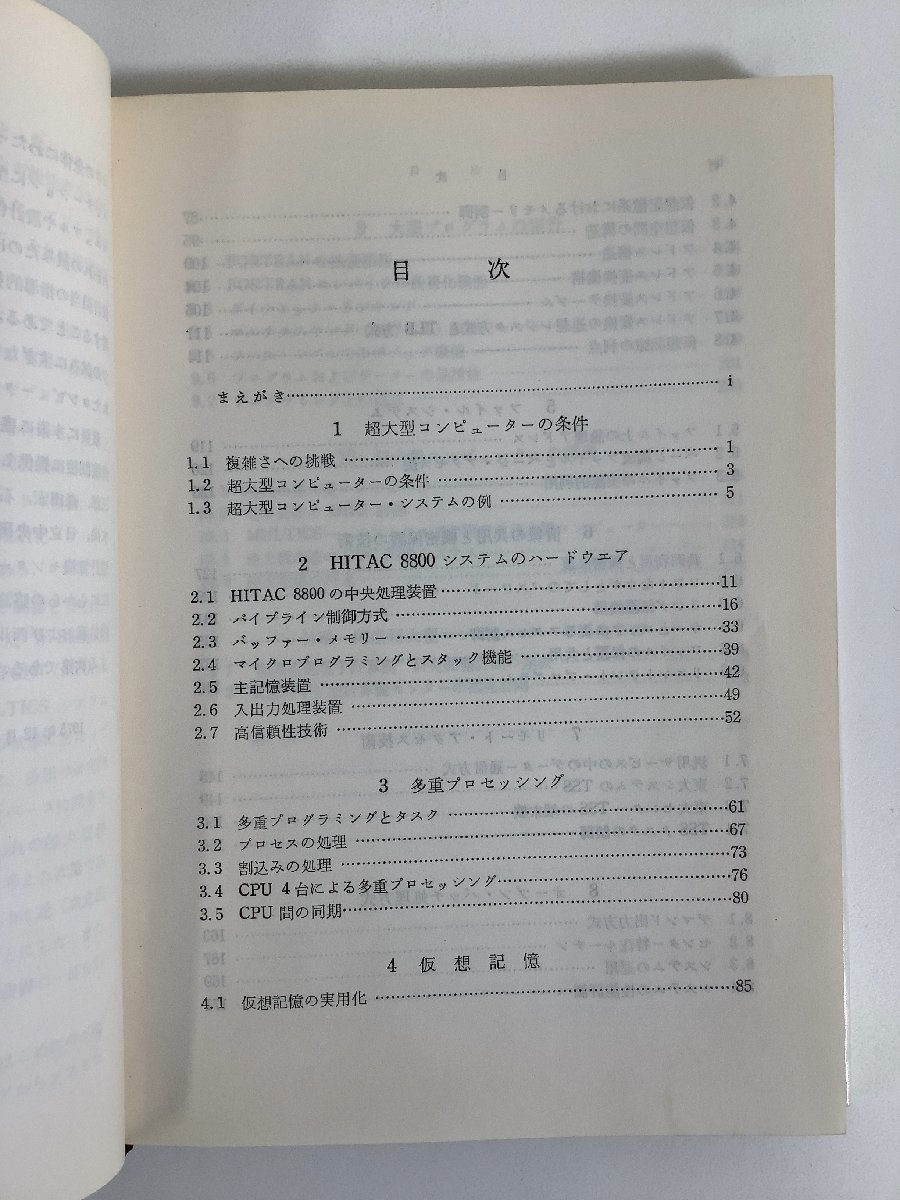 目 次
まえがき i
1 超大型コンピューターの条件
1.1 複雑さへの挑戦 1
1.2 超大型コンピューターの条件 3
1.3 超大型コンピューター・システムの例 5
2 HITAC 8800 システムのハードウエア
2.1 HITAC 8800 の中央処理装置 11
2.2 パイプライン制御方式 16
2.3 バッファー・メモリー 33
2.4 マイクロプログラミングとスタック機能 39
2.5 主記憶装置 42
2.6 入出力処理装置 49
2.7 高信頼性技術 52
3 多重プロセッシング
3.1 多重プログラミングとタスク 61
3.2 プロセスの処理 67
3.3 割込みの処理 73
3.4 CPU 4台による多重プロセッシング 76
3.5 CPU 間の同期 80
4 仮想記憶
4.1 仮想記憶の実用化 85